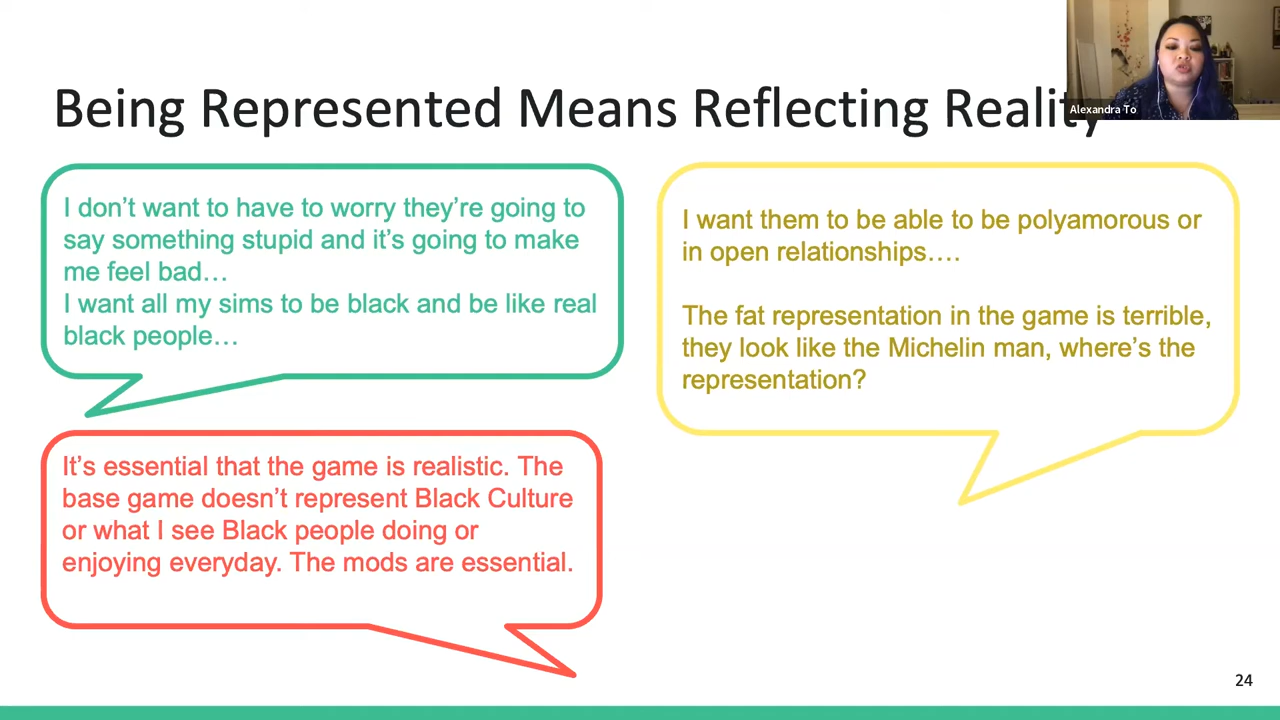 Being Represented Means Reflecting Reality
Alexandra To
I don't want to have to worry they're going to
say something stupid and it's going to make
me feel bad…
I want all my sims to be black and be like real
black people…
I want them to be able to be polyamorous or
in open relationships….
The fat representation in the game is terrible,
they look like the Michelin man, where's the
representation?
It's essential that the game is realistic. The
base game doesn't represent Black Culture
or what I see Black people doing or
enjoying everyday. The mods are essential.
24